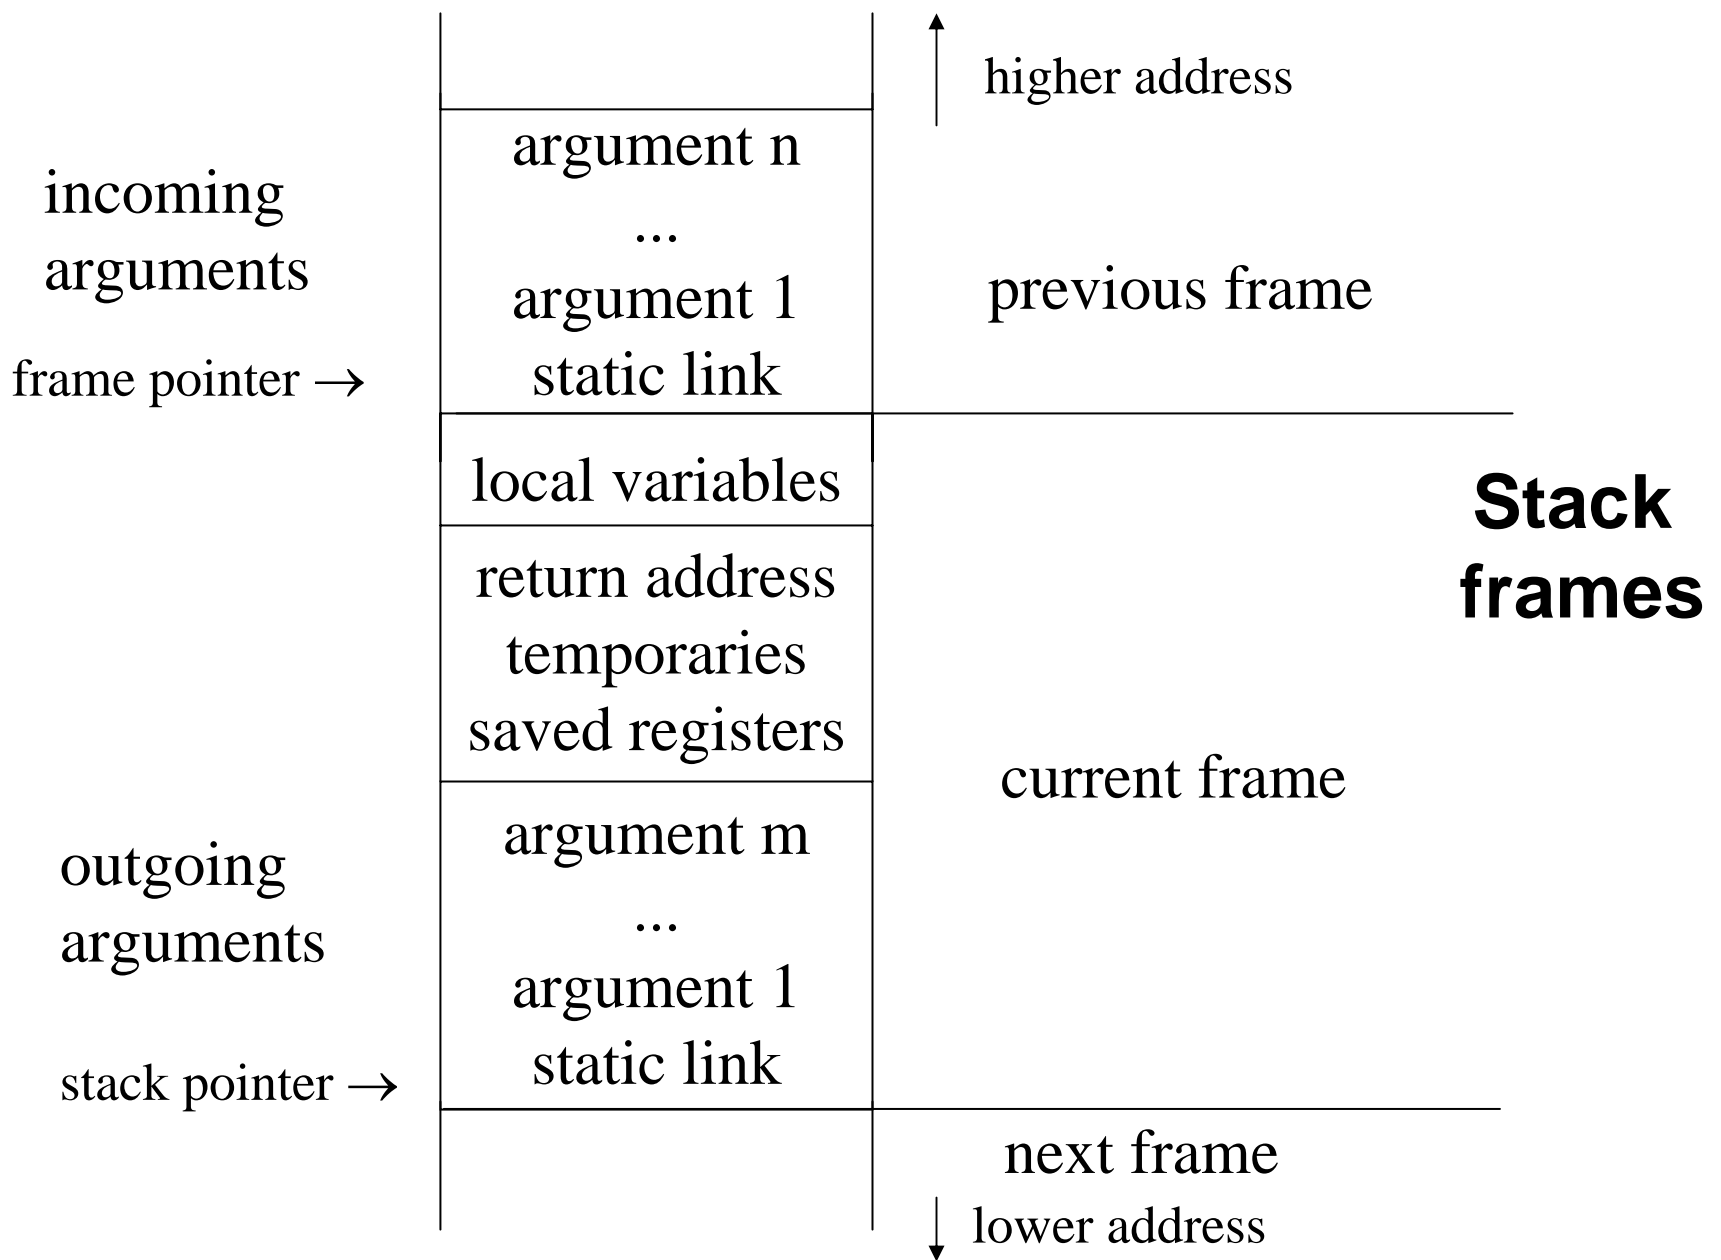 higher address
argument n
incoming
arguments
...
argument 1
previous frame
frame pointer →
static link
local variables
Stack
frames
return address
temporaries
saved registers
current frame
argument m
outgoing
arguments
...
argument 1
static link
stack pointer →
next frame
lower address